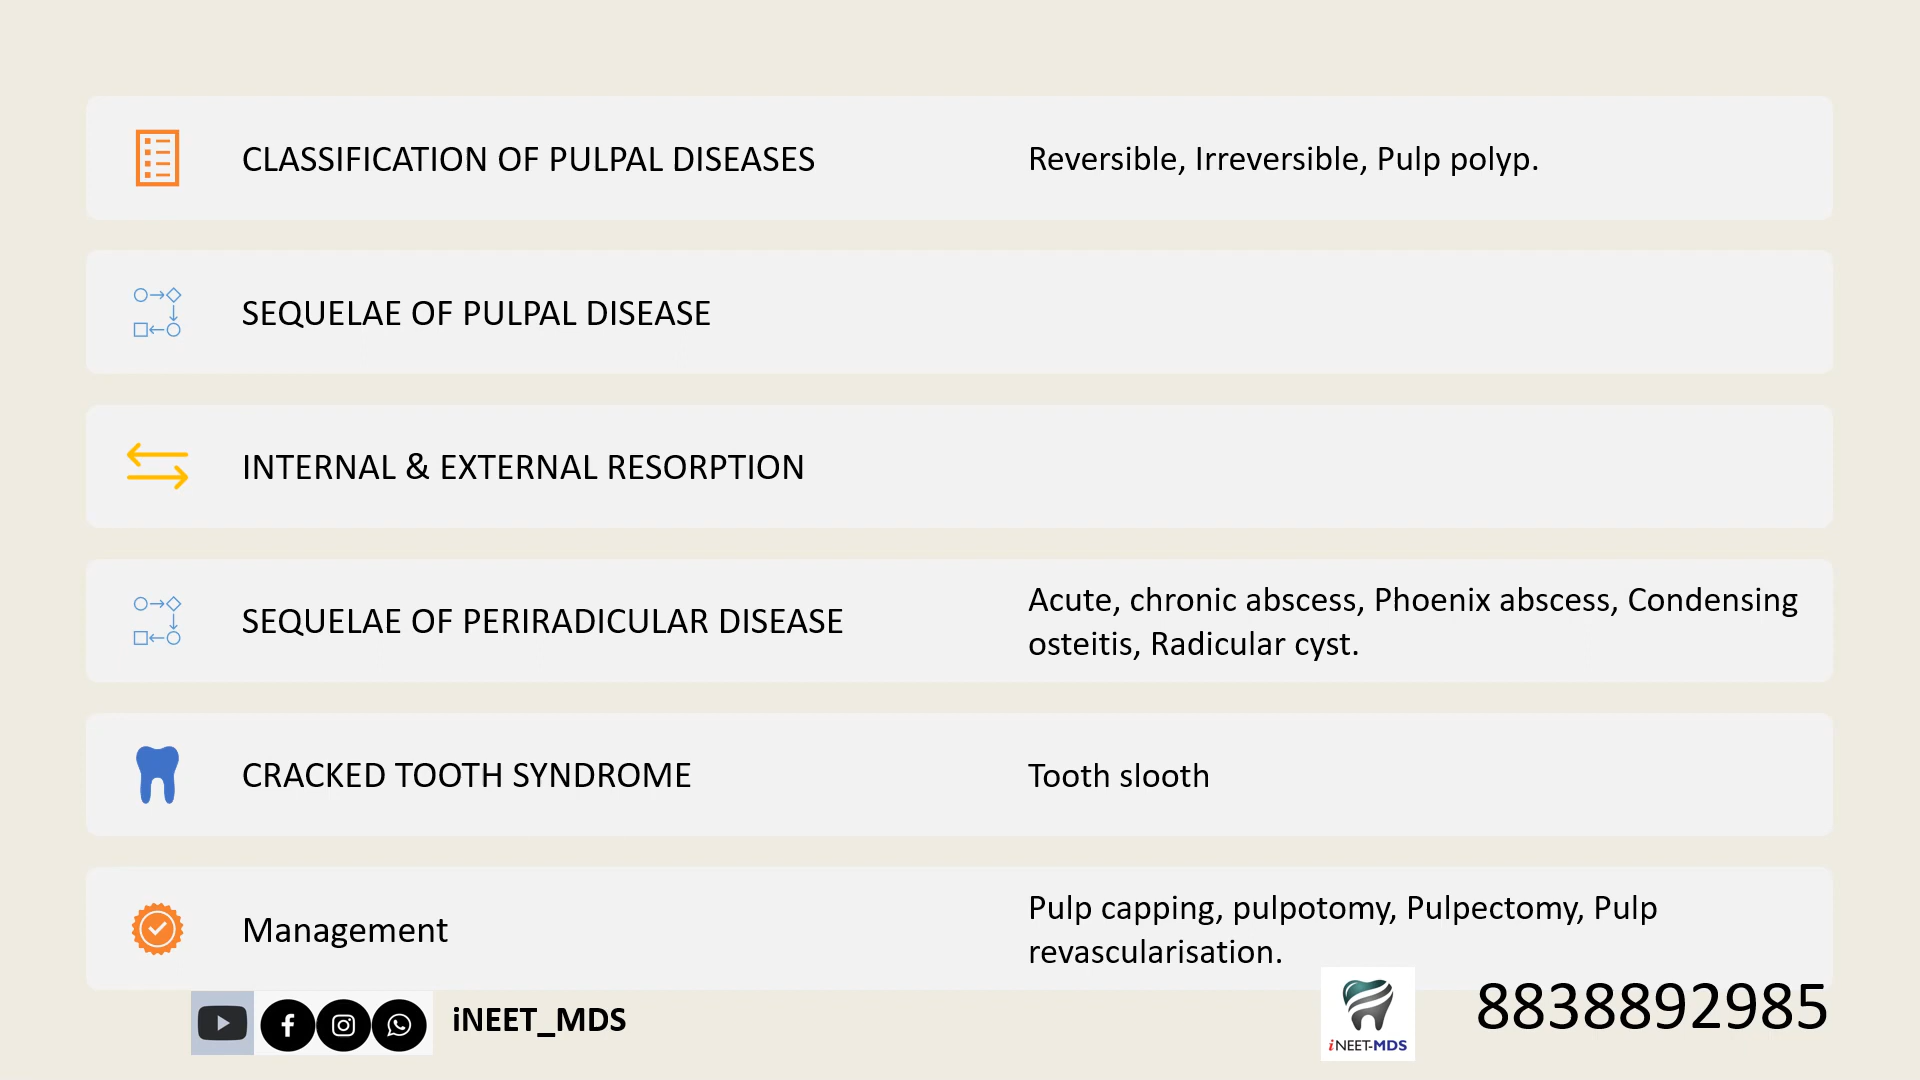 CLASSIFICATION OF PULPAL DISEASES
Reversible, Irreversible, Pulp polyp.
SEQUELAE OF PULPAL DISEASE
INTERNAL & EXTERNAL RESORPTION
SEQUELAE OF PERIRADICULAR DISEASE
Acute, chronic abscess, Phoenix abscess, Condensing
osteitis, Radicular cyst.
CRACKED TOOTH SYNDROME
Tooth slooth
Management
Pulp capping, pulpotomy, Pulpectomy, Pulp
revascularisation.
iNEET_MDS
iNEET-MDS
8838892985